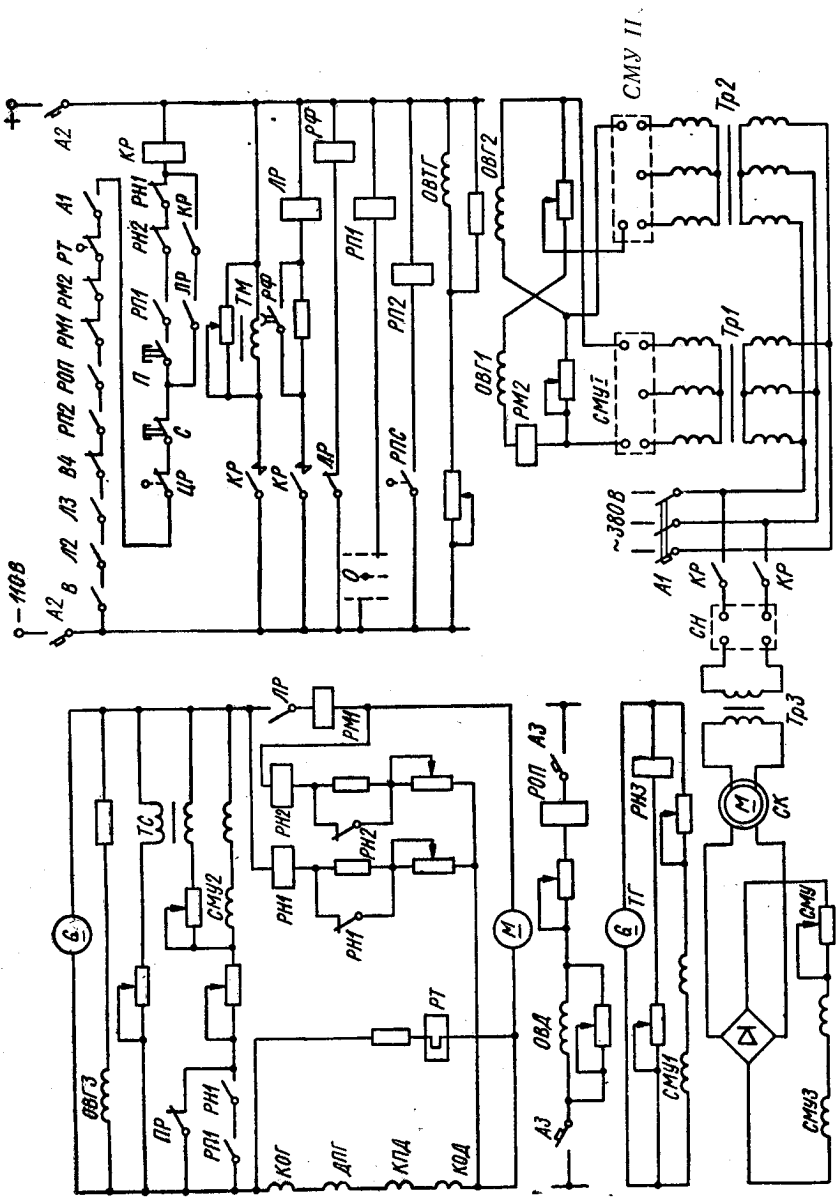 +
– 110В
А2
А2
В
Л2
Л3
В4
РП2
РОП
РМ1
РМ2
РТ
А1
ЦР
С
П
РП1
РН2
РН1
КР
ЛР
КР
ТМ
КР
РФ
КР
ЛР
РФ
О
РП1
РПС
РП2
ОВТГ
ОВГ2
ОВГ1
РМ2
СМУ I
СМУ II
Тр1
Тр2
~380В
А1
КР
КР
СН
Тр3
М
СК
G
ОВГ3
ТС
СМУ2
ПР
РП1
РН1
ЛР
РМ1
РН2
РН2
РН1
РН1
КОГ
ДПГ
КПД
КОД
РТ
М
А3
ОВД
РОП
А3
G
ТГ
РН3
СМУ1
СМУ
СМУ3